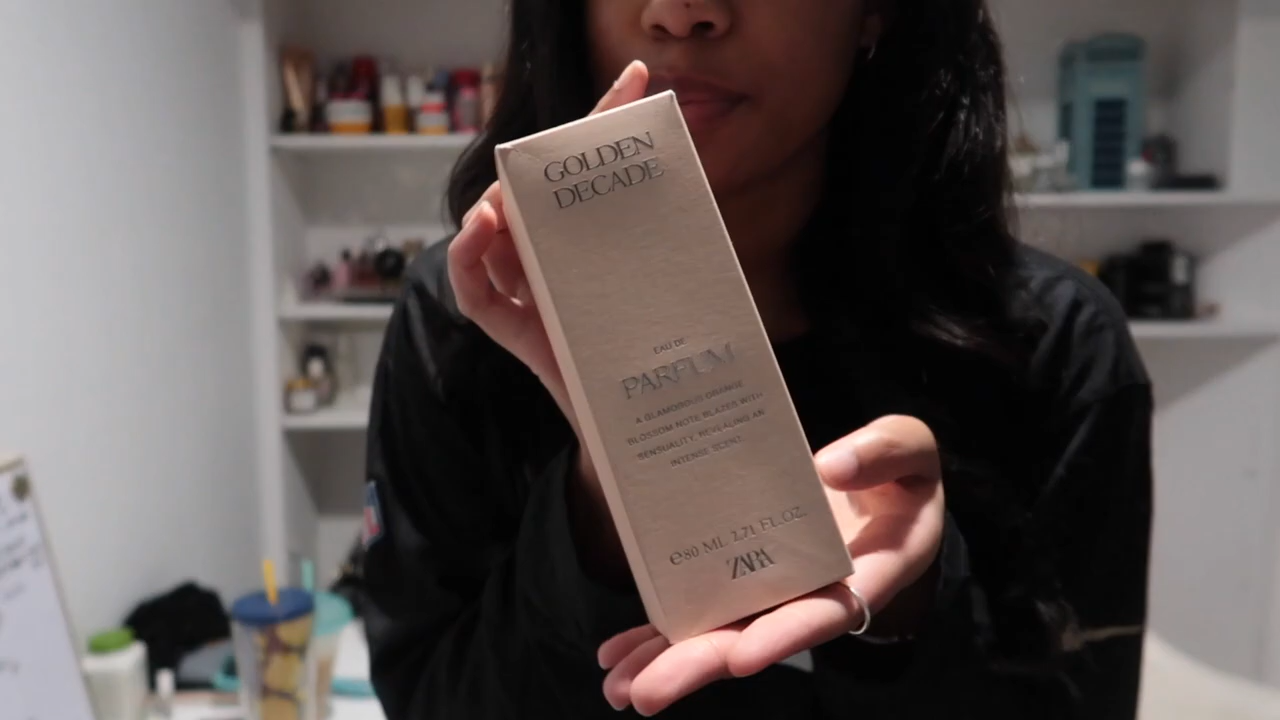 GOLDEN
DECADE
EAU DE
PARFUM
A GLAMOROUS ORANGE
BLOSSOM NOTE BLAZES WITH
SENSUALITY, REVEALING AN
INTENSE SCENT.
e80 ML 2.71 FL.OZ.
ZARA